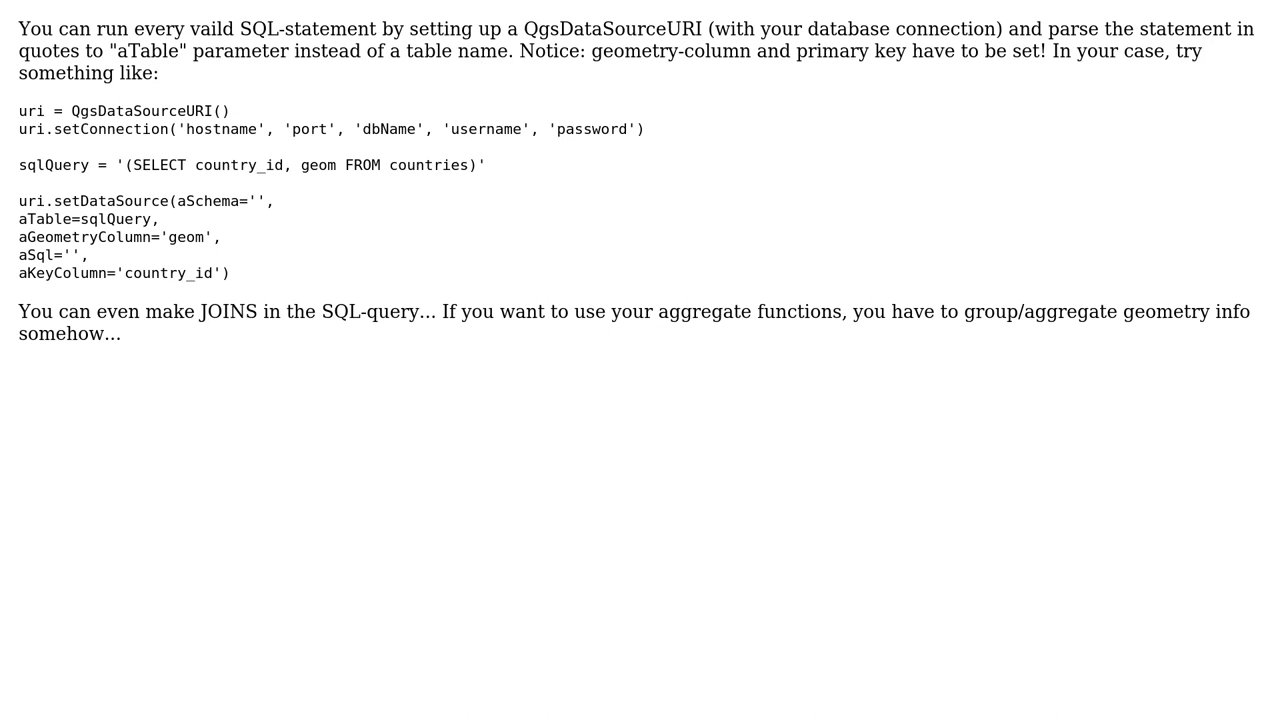 You can run every vaild SQL-statement by setting up a QgsDataSourceURI (with your database connection) and parse the statement in
quotes to "aTable" parameter instead of a table name. Notice: geometry-column and primary key have to be set! In your case, try
something like:
uri = QgsDataSourceURI()
uri.setConnection('hostname', 'port', 'dbName', 'username', 'password')
sqlQuery = '(SELECT country_id, geom FROM countries)'
uri.setDataSource(aSchema='',
aTable=sqlQuery,
aGeometryColumn='geom',
aSql='',
aKeyColumn='country_id')
You can even make JOINS in the SQL-query... If you want to use your aggregate functions, you have to group/aggregate geometry info
somehow...